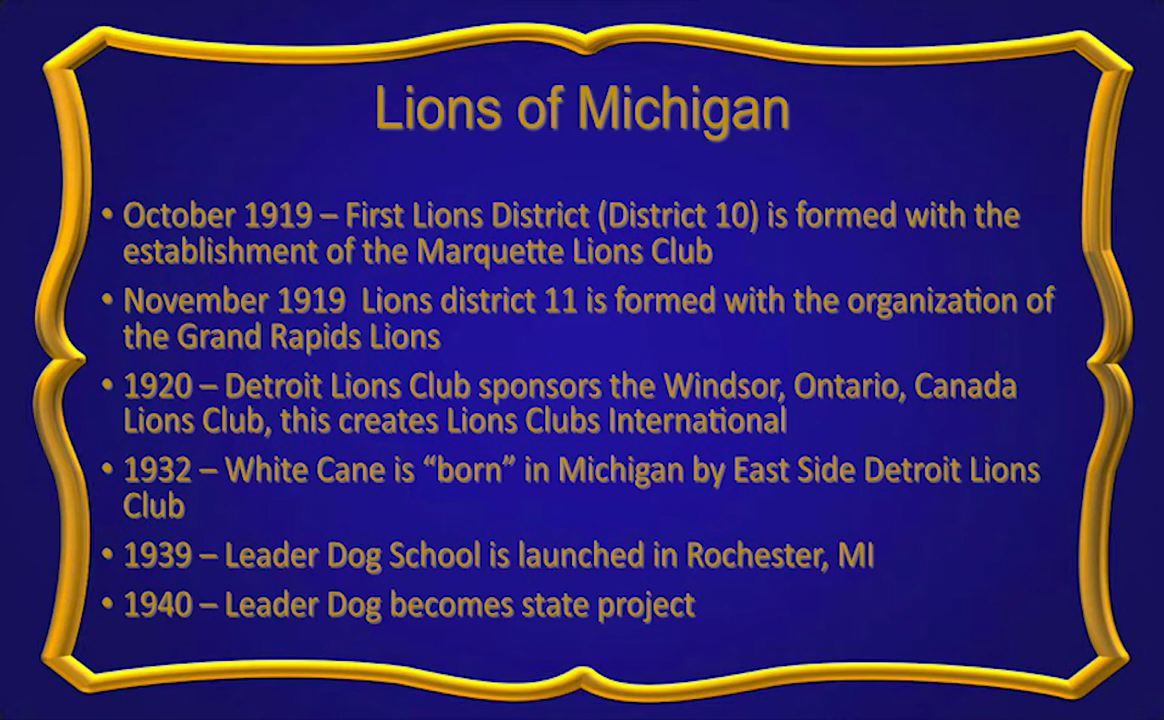 Lions of Michigan
• October 1919 – First Lions District (District 10) is formed with the
establishment of the Marquette Lions Club
• November 1919  Lions district 11 is formed with the organization of
the Grand Rapids Lions
• 1920 – Detroit Lions Club sponsors the Windsor, Ontario, Canada
Lions Club, this creates Lions Clubs International
• 1932 – White Cane is “born” in Michigan by East Side Detroit Lions
Club
• 1939 – Leader Dog School is launched in Rochester, MI
• 1940 – Leader Dog becomes state project